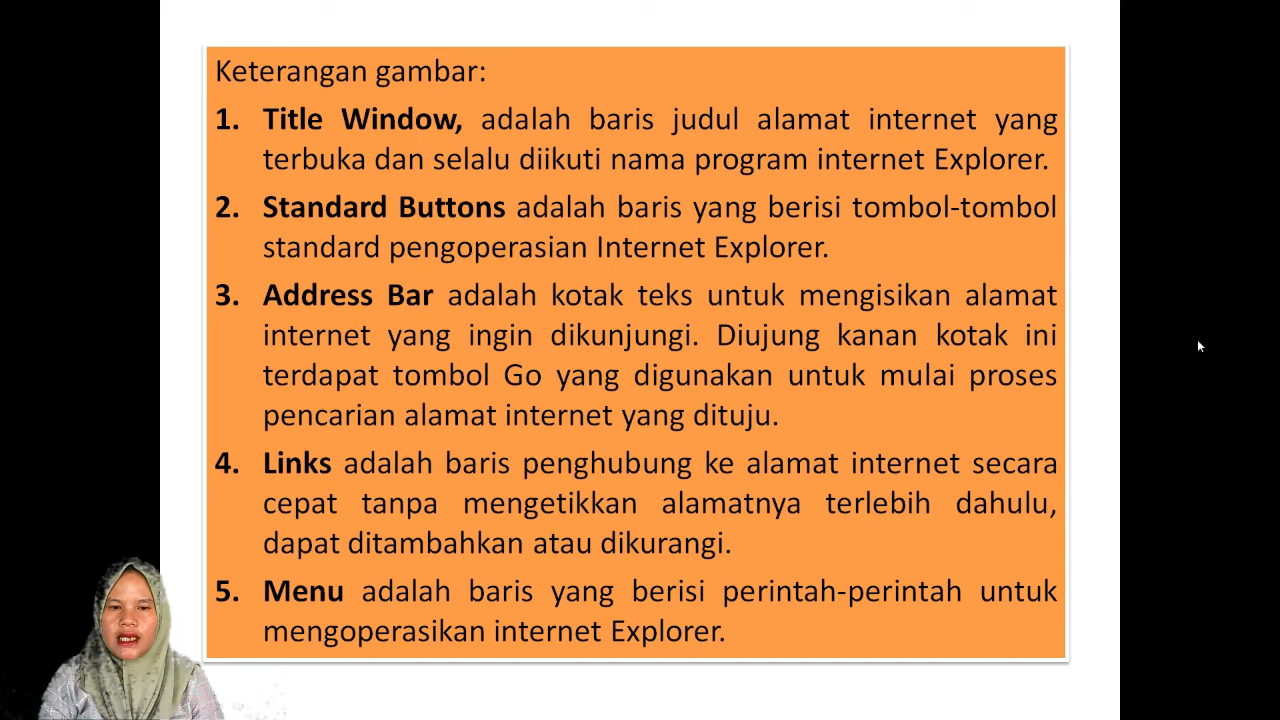 Keterangan gambar:
1. Title Window, adalah baris judul alamat internet yang
terbuka dan selalu diikuti nama program internet Explorer.
2. Standard Buttons adalah baris yang berisi tombol-tombol
standard pengoperasian Internet Explorer.
3. Address Bar adalah kotak teks untuk mengisikan alamat
internet yang ingin dikunjungi. Diujung kanan kotak ini
terdapat tombol Go yang digunakan untuk mulai proses
pencarian alamat internet yang dituju.
4. Links adalah baris penghubung ke alamat internet secara
cepat tanpa mengetikkan alamatnya terlebih dahulu,
dapat ditambahkan atau dikurangi.
5. Menu adalah baris yang berisi perintah-perintah untuk
mengoperasikan internet Explorer.